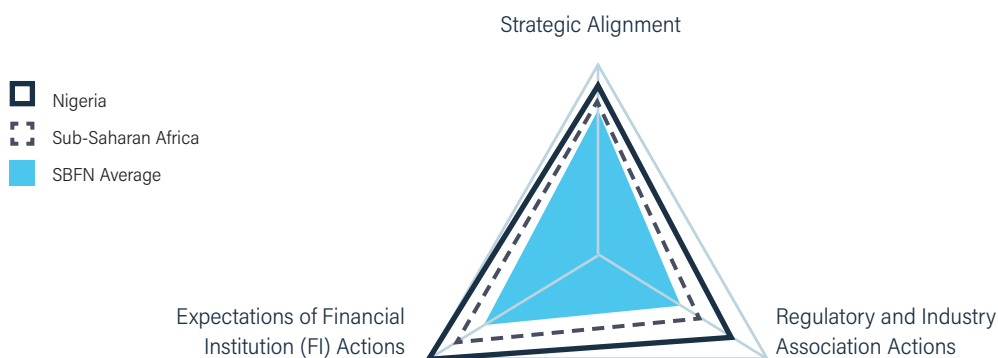 Strategic Alignment
Nigeria
Sub-Saharan Africa
SBFN Average
Expectations of Financial
Institution (FI) Actions
Regulatory and Industry
Association Actions